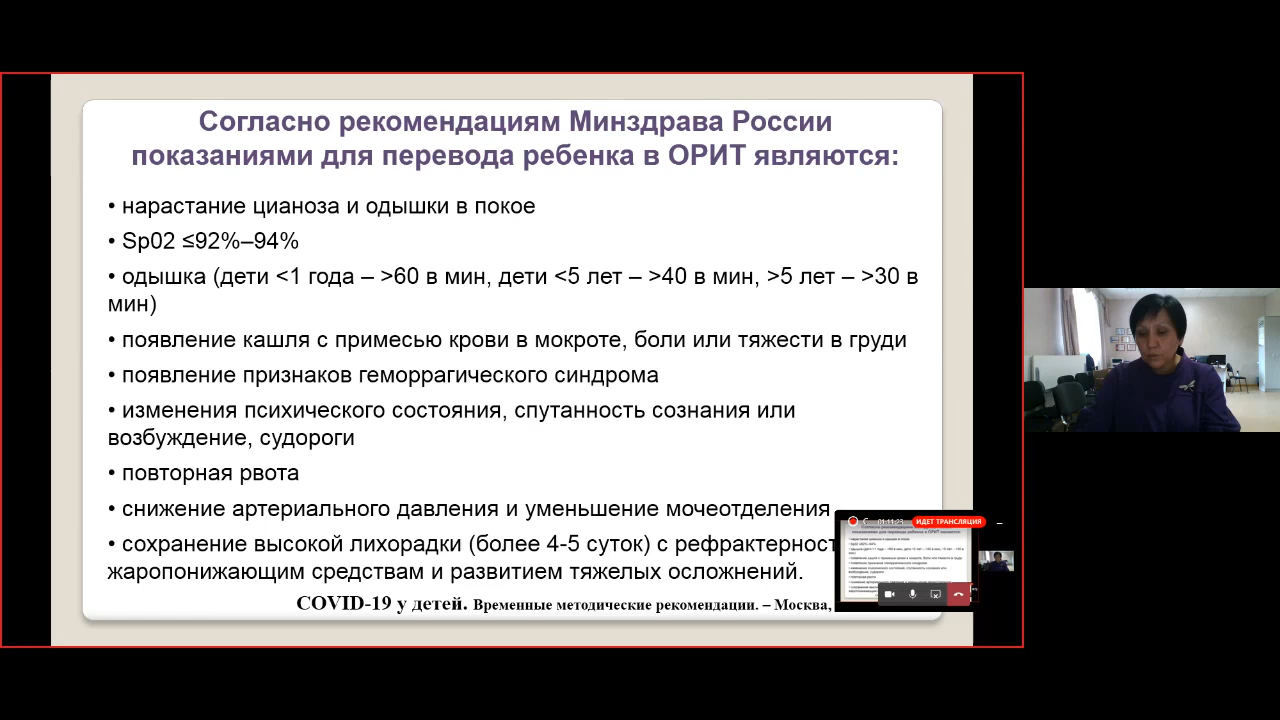 Согласно рекомендациям Минздрава России
показаниями для перевода ребенка в ОРИТ являются:
• нарастание цианоза и одышки в покое
• Sp02 ≤92%–94%
• одышка (дети <1 года – >60 в мин, дети <5 лет – >40 в мин, >5 лет – >30 в
мин)
• появление кашля с примесью крови в мокроте, боли или тяжести в груди
• появление признаков геморрагического синдрома
• изменения психического состояния, спутанность сознания или
возбуждение, судороги
• повторная рвота
• снижение артериального давления и уменьшение мочеотделения
• сохранение высокой лихорадки (более 4-5 суток) с рефрактерност
жаропонижающим средствам и развитием тяжелых осложнений.
COVID-19 у детей. Временные методические рекомендации. – Москва,
01:11:23 ИДЕТ ТРАНСЛЯЦИЯ